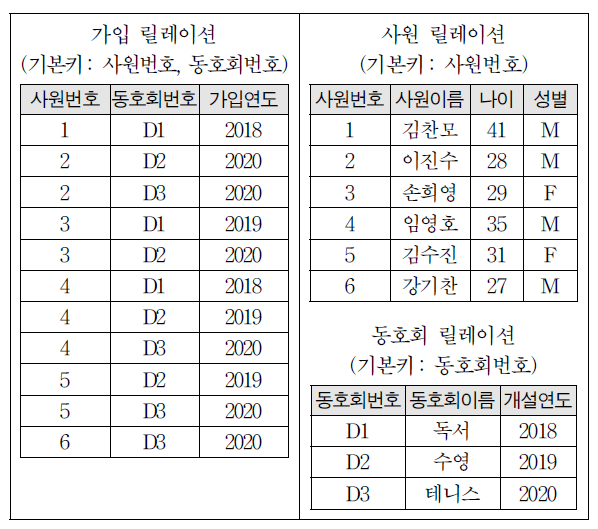 가입 릴레이션
(기본키 : 사원번호, 동호회번호)
사원번호 동호회번호 가입연도
1 D1 2018
2 D2 2020
2 D3 2020
3 D1 2019
3 D2 2020
4 D1 2018
4 D2 2019
4 D3 2020
5 D2 2019
5 D3 2020
6 D3 2020
사원 릴레이션
(기본키 : 사원번호)
사원번호 사원이름 나이 성별
1 김찬모 41 M
2 이진수 28 M
3 손희영 29 F
4 임영호 35 M
5 김수진 31 F
6 강기찬 27 M
동호회 릴레이션
(기본키 : 동호회번호)
동호회번호 동호회이름 개설연도
D1 독서 2018
D2 수영 2019
D3 테니스 2020